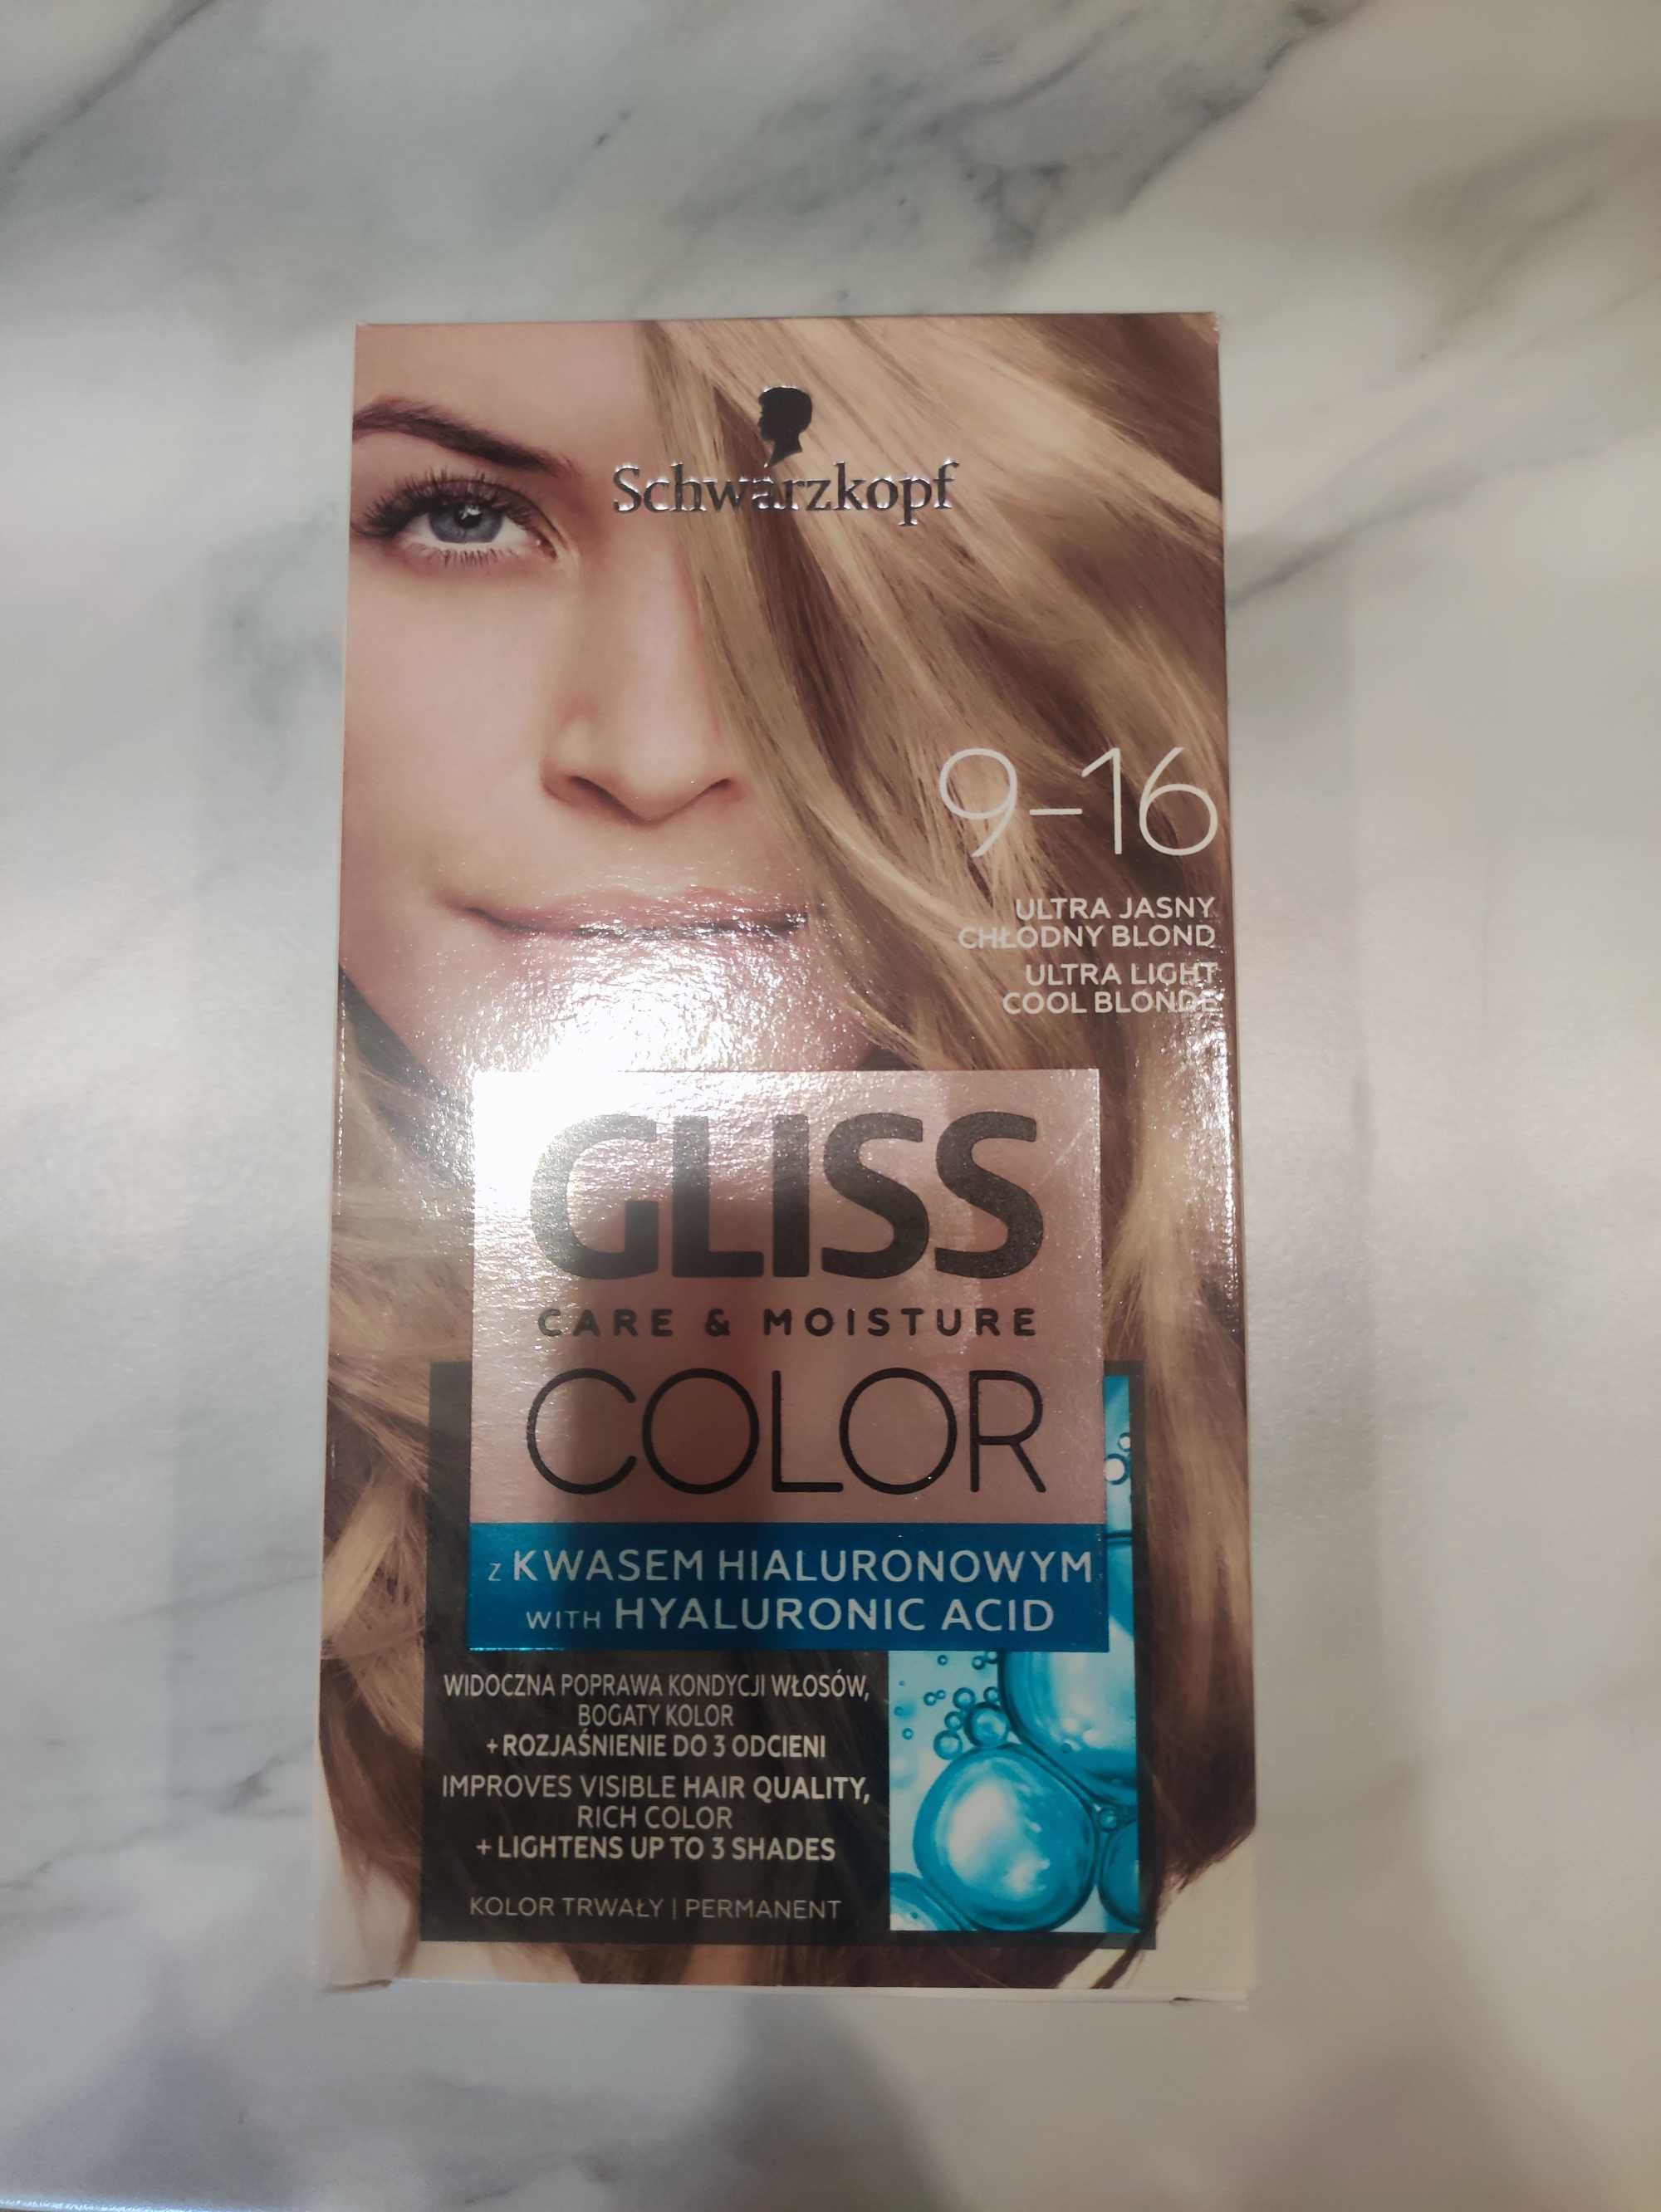 Schwarzkopf
9-16
ULTRA JASNY
CHŁODNY BLOND
ULTRA LIGHT
COOL BLONDE
GLISS
CARE & MOISTURE
COLOR
z KWASEM HIALURONOWYM
WITH HYALURONIC ACID
WIDOCZNA POPRAWA KONDYCJI WŁOSÓW,
BOGATY KOLOR
+ ROZJAŚNIENIE DO 3 ODCIENI
IMPROVES VISIBLE HAIR QUALITY,
RICH COLOR
+ LIGHTENS UP TO 3 SHADES
KOLOR TRWAŁY | PERMANENT